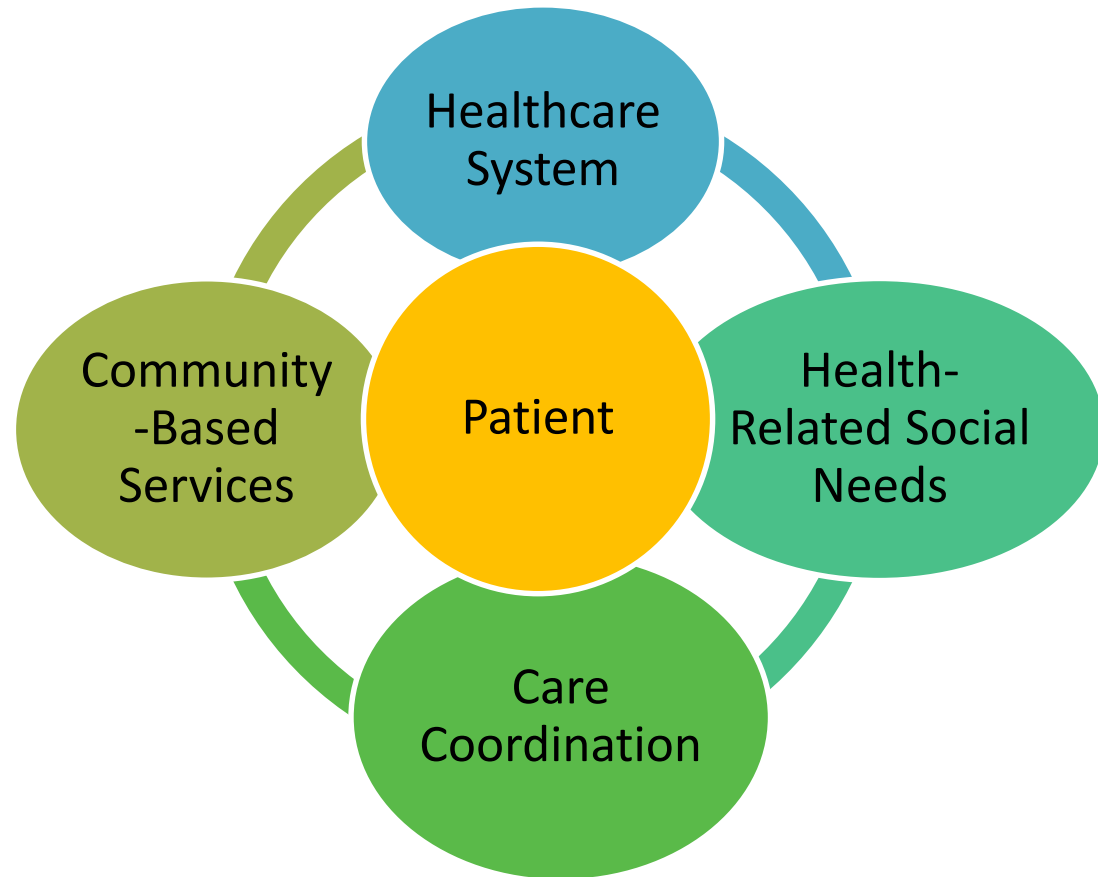 Healthcare
System
Community
-Based
Services
Patient
Health-
Related Social
Needs
Care
Coordination